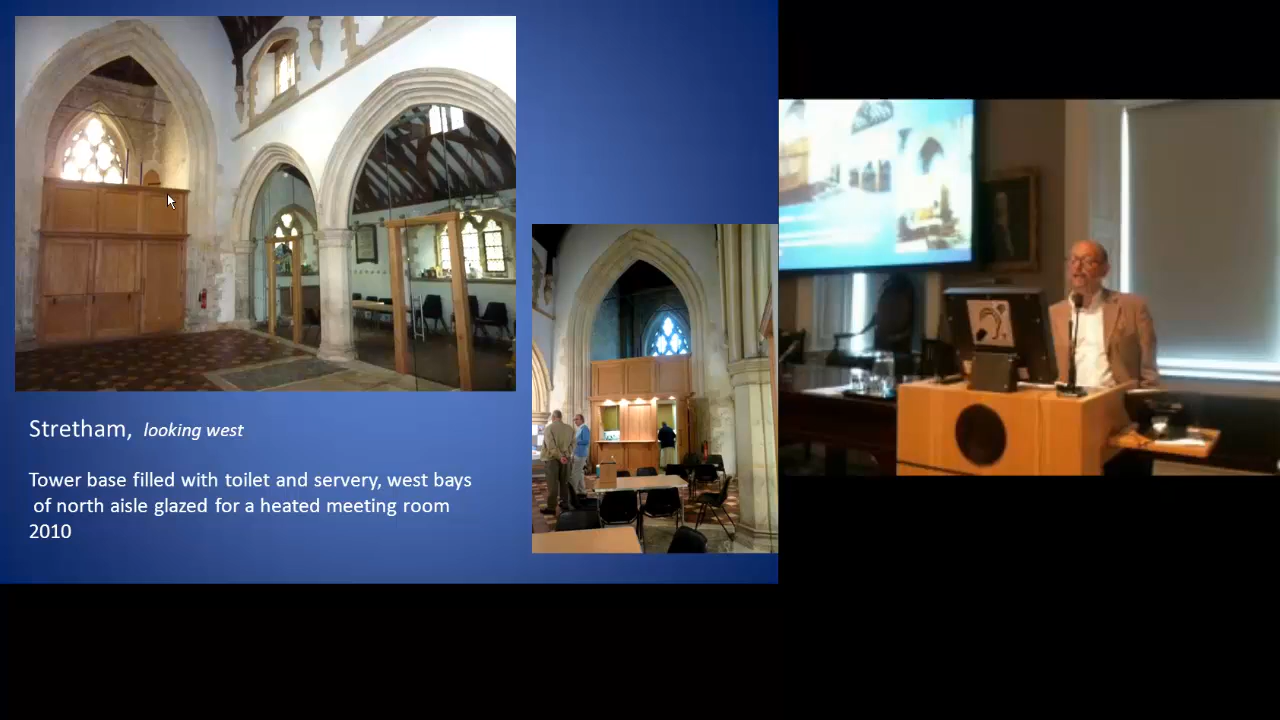 Stretham, looking west
Tower base filled with toilet and servery, west bays
of north aisle glazed for a heated meeting room
2010